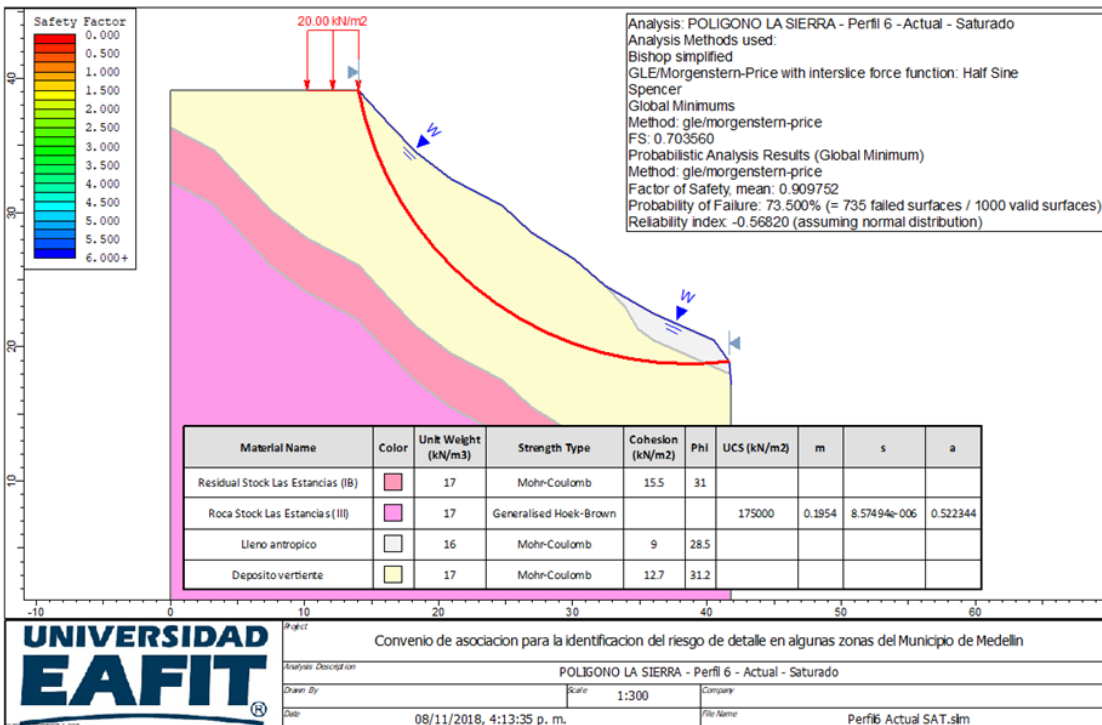 Safety Factor
0.000
0.500
1.000
1.500
2.000
2.500
3.000
3.500
4.000
4.500
5.000
5.500
6.000+
20.00 kN/m2
Analysis: POLIGONO LA SIERRA - Perfil 6 - Actual - Saturado
Analysis Methods used:
Bishop simplified
GLE/Morgenstern-Price with interslice force function: Half Sine
Spencer
Global Minimums
Method: gle/morgenstern-price
FS: 0.703560
Probabilistic Analysis Results (Global Minimum)
Method: gle/morgenstern-price
Factor of Safety, mean: 0.909752
Probability of Failure: 73.500% (= 735 failed surfaces / 1000 valid surfaces)
Reliability index: -0.56820 (assuming normal distribution)
W
W
40
30
20
10
Material Name Color Unit Weight (kN/m3) Strength Type Cohesion (kN/m2) Phi UCS (kN/m2) m s a
Residual Stock Las Estancias (IB) 17 Mohr-Coulomb 15.5 31
Roca Stock Las Estancias (III) 17 Generalised Hoek-Brown 175000 0.1954 8.57494e-006 0.522344
Lleno antropico 16 Mohr-Coulomb 9 28.5
Deposito vertiente 17 Mohr-Coulomb 12.7 31.2
-10 0 10 20 30 40 50 60
UNIVERSIDAD
EAFIT®
Project
Convenio de asociacion para la identificacion del riesgo de detalle en algunas zonas del Municipio de Medellin
Analysis Description
POLIGONO LA SIERRA - Perfil 6 - Actual - Saturado
Drawn By
Scale
1:300
Company
Date
08/11/2018, 4:13:35 p. m.
File Name
Perfil6 Actual SAT.slim